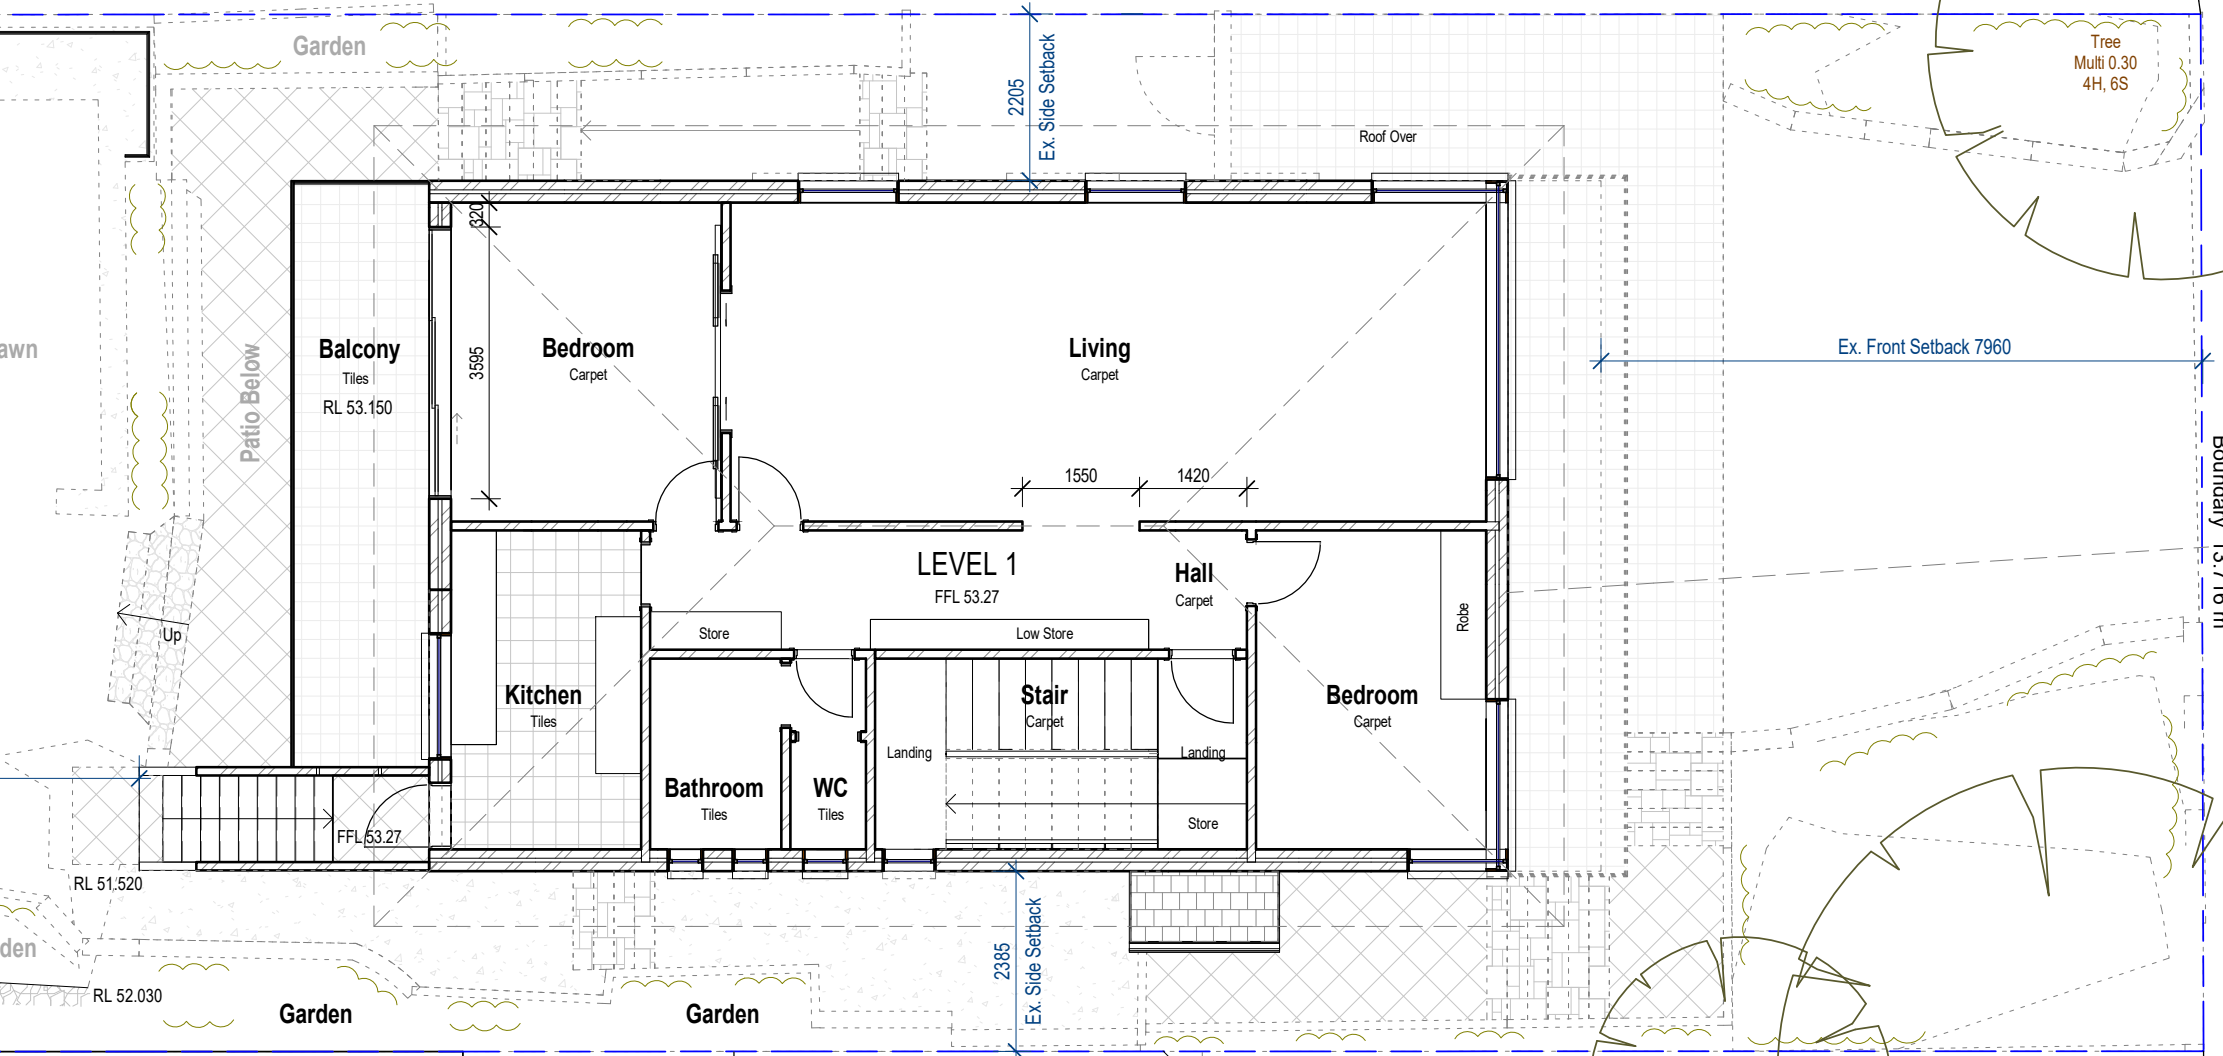 Garden
2205
Ex. Side Setback
Tree
Multi 0.30
4H, 6S
Roof Over
320
3595
awn
Patio Below
Balcony
Tiles
RL 53.150
Bedroom
Carpet
Living
Carpet
Ex. Front Setback 7960
1550
1420
LEVEL 1
FFL 53.27
Hall
Carpet
Up
Store
Low Store
Robe
Kitchen
Tiles
Stair
Carpet
Bedroom
Carpet
Landing
Landing
Bathroom
Tiles
WC
Tiles
Store
FFL 53.27
RL 51.520
den
RL 52.030
Garden
Garden
2385
Ex. Side Setback